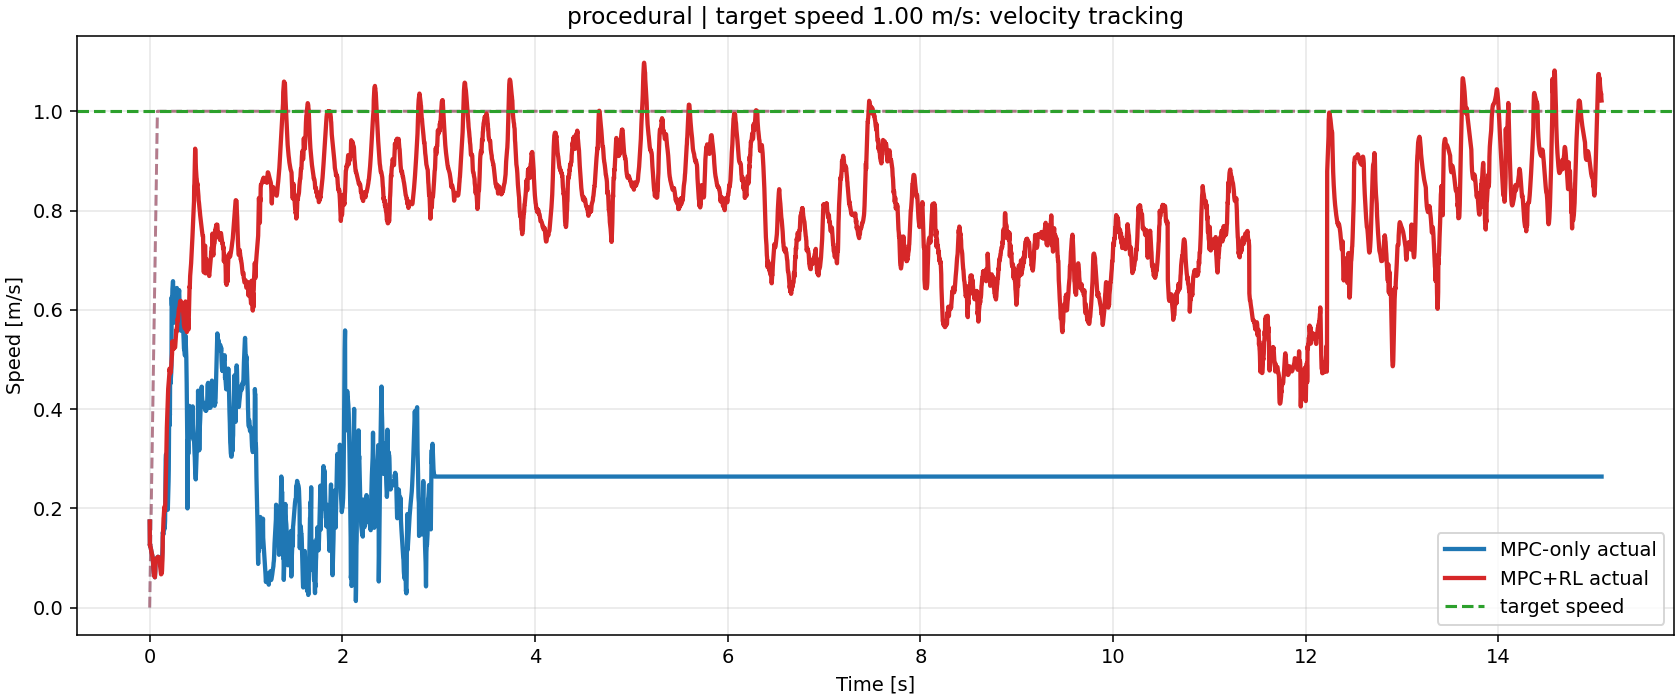 procedural | target speed 1.00 m/s: velocity tracking
Speed [m/s]
1.0
0.8
0.6
0.4
0.2
0.0
0 2 4 6 8 10 12 14
Time [s]
MPC-only actual
MPC+RL actual
target speed